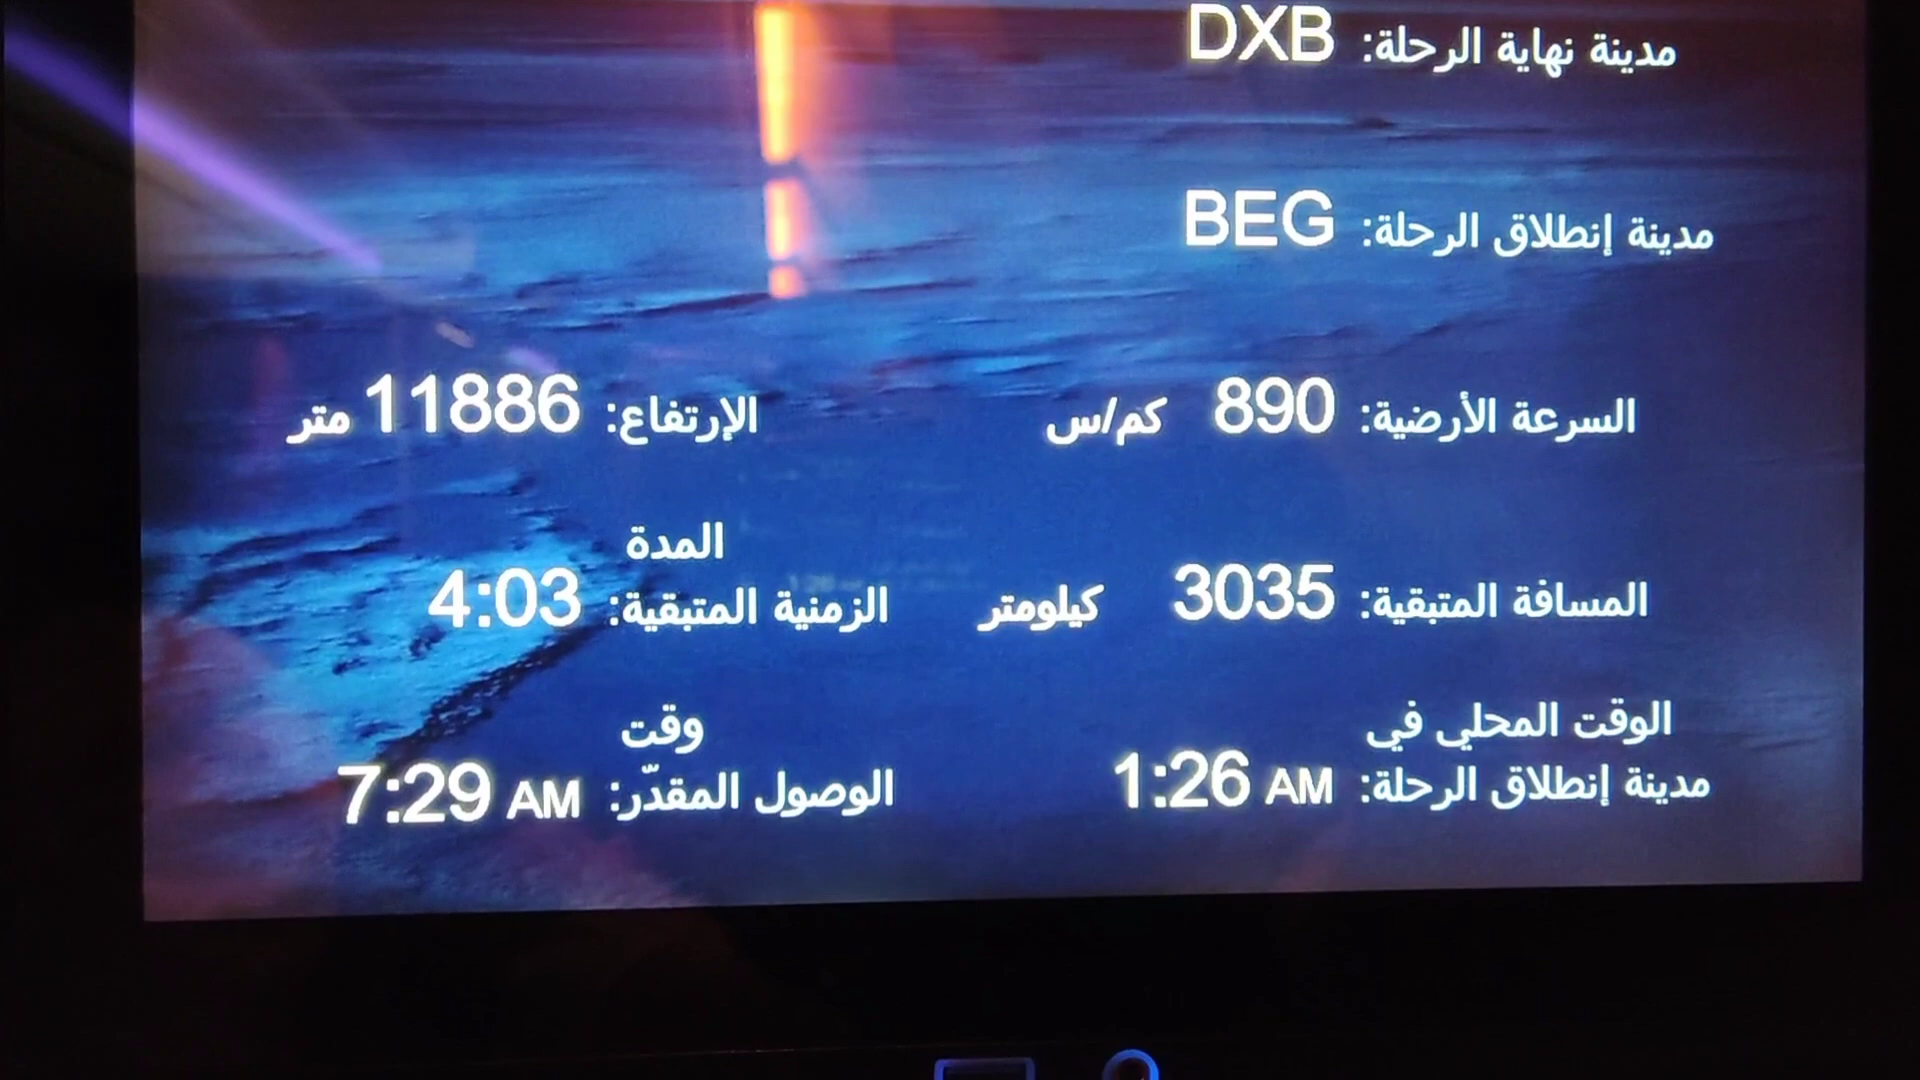 مدينة نهاية الرحلة: DXB
مدينة إنطلاق الرحلة: BEG
السرعة الأرضية: 890 كم/س
الإرتفاع: 11886 متر
المسافة المتبقية: 3035 كيلومتر
المدة
الزمنية المتبقية: 4:03
الوقت المحلي في
مدينة إنطلاق الرحلة: 1:26 AM
وقت
الوصول المقدّر: 7:29 AM